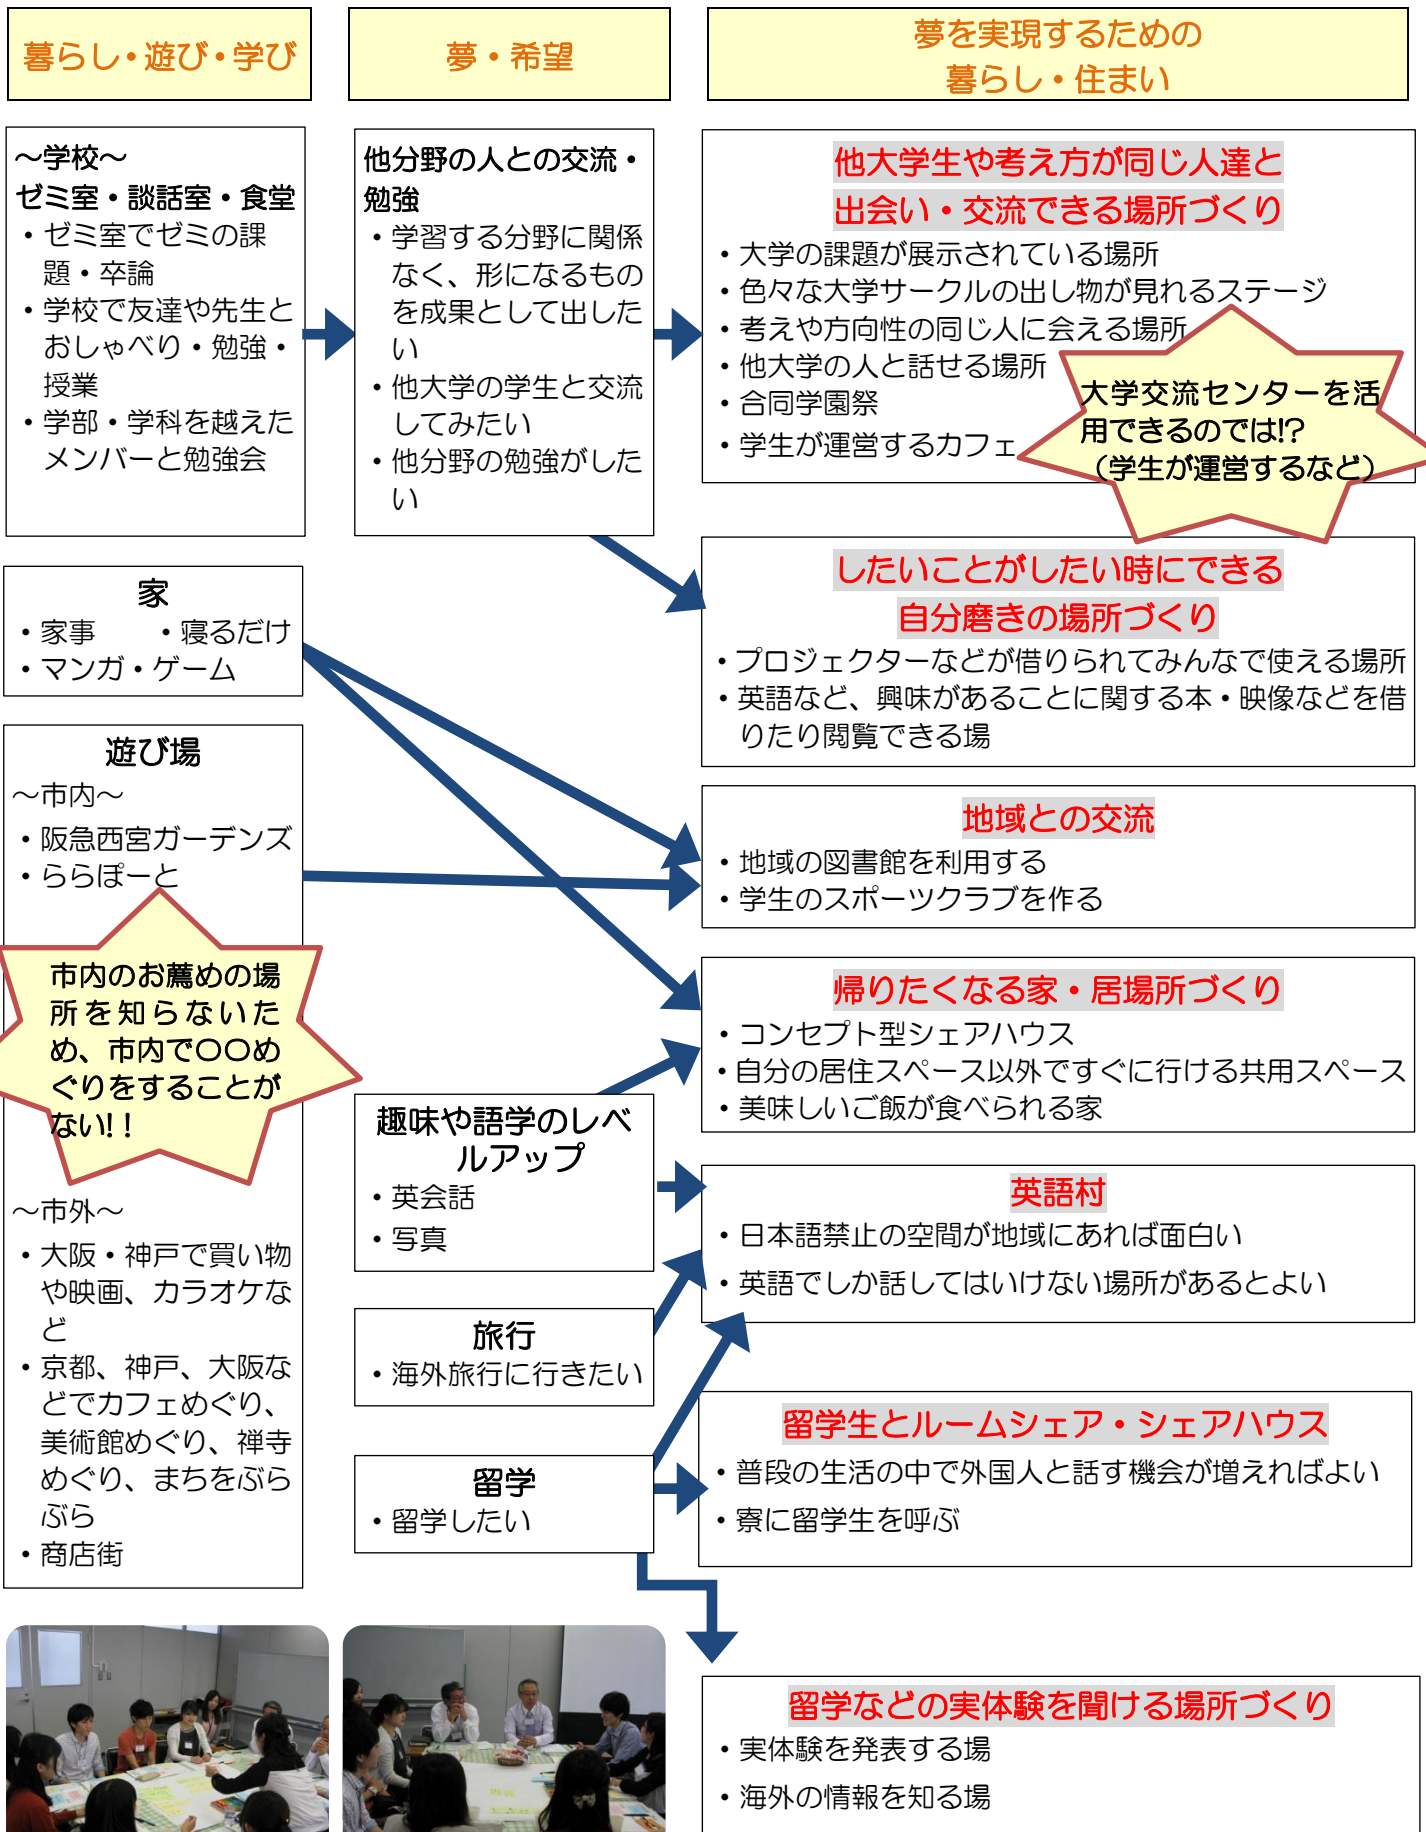 暮らし・遊び・学び
夢・希望
夢を実現するための
暮らし・住まい
～学校～
ゼミ室・談話室・食堂
・ゼミ室でゼミの課
題・卒論
・学校で友達や先生と
おしゃべり・勉強・
授業
・学部・学科を越えた
メンバーと勉強会
他分野の人との交流・
勉強
・学習する分野に関係
なく、形になるもの
を成果として出した
い
・他大学の学生と交流
してみたい
・他分野の勉強がした
い
他大学生や考え方が同じ人達と
出会い・交流できる場所づくり
・大学の課題が展示されている場所
・色々な大学サークルの出し物が見れるステージ
・考えや方向性の同じ人に会える場所
・他大学の人と話せる場所
・合同学園祭
・学生が運営するカフェ
大学交流センターを活
用できるのでは!?
（学生が運営するなど）
家
・家事　・寝るだけ
・マンガ・ゲーム
したいことがしたい時にできる
自分磨きの場所づくり
・プロジェクターなどが借りられてみんなで使える場所
・英語など、興味があることに関する本・映像などを借
りたり閲覧できる場
遊び場
～市内～
・阪急西宮ガーデンズ
・ららぽーと
市内のお薦めの場
所を知らないた
め、市内で〇〇め
ぐりをすることが
ない!！
～市外～
・大阪・神戸で買い物
や映画、カラオケな
ど
・京都、神戸、大阪な
どでカフェめぐり、
美術館めぐり、禅寺
めぐり、まちをぶら
ぶら
・商店街
地域との交流
・地域の図書館を利用する
・学生のスポーツクラブを作る
帰りたくなる家・居場所づくり
・コンセプト型シェアハウス
・自分の居住スペース以外ですぐに行ける共用スペース
・美味しいご飯が食べられる家
趣味や語学のレベ
ルアップ
・英会話
・写真
英語村
・日本語禁止の空間が地域にあれば面白い
・英語でしか話してはいけない場所があるとよい
旅行
・海外旅行に行きたい
留学
・留学したい
留学生とルームシェア・シェアハウス
・普段の生活の中で外国人と話す機会が増えればよい
・寮に留学生を呼ぶ
留学などの実体験を聞ける場所づくり
・実体験を発表する場
・海外の情報を知る場